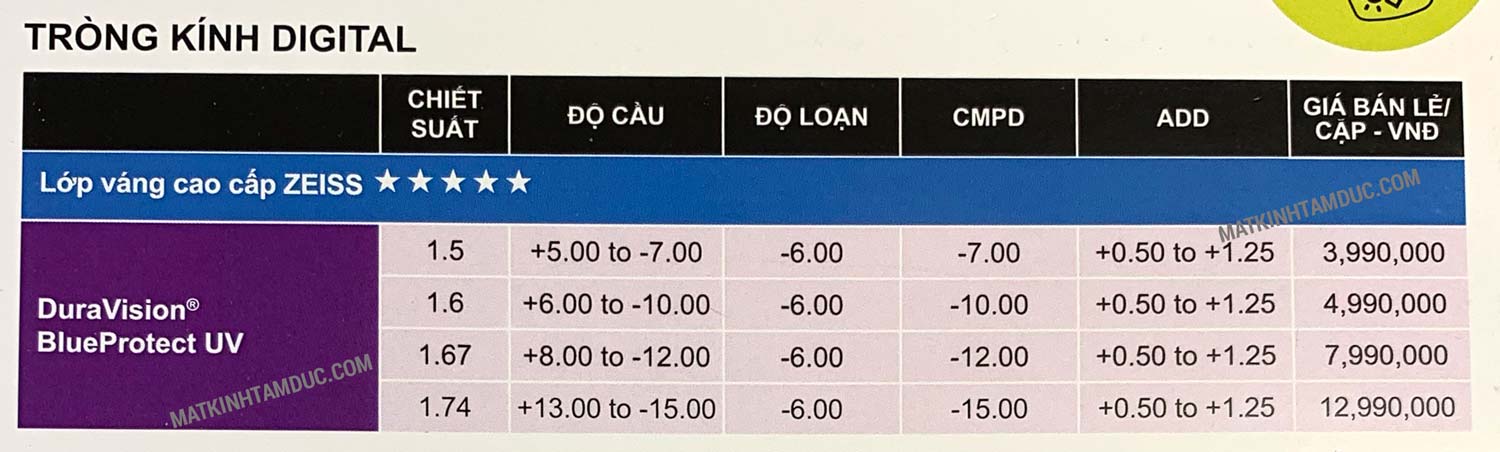 TRÒNG KÍNH DIGITAL
CHIẾT SUẤT ĐỘ CẦU ĐỘ LOẠN CMPD ADD GIÁ BÁN LẺ/ CẶP - VNĐ
Lớp váng cao cấp ZEISS ★★★★★
MATKINHTAMDUC.COM
DuraVision® BlueProtect UV
1.5 +5.00 to -7.00 -6.00 -7.00 +0.50 to +1.25 3,990,000
1.6 +6.00 to -10.00 -6.00 -10.00 +0.50 to +1.25 4,990,000
1.67 +8.00 to -12.00 -6.00 -12.00 +0.50 to +1.25 7,990,000
1.74 +13.00 to -15.00 -6.00 -15.00 +0.50 to +1.25 12,990,000
MATKINHTAMDUC.COM